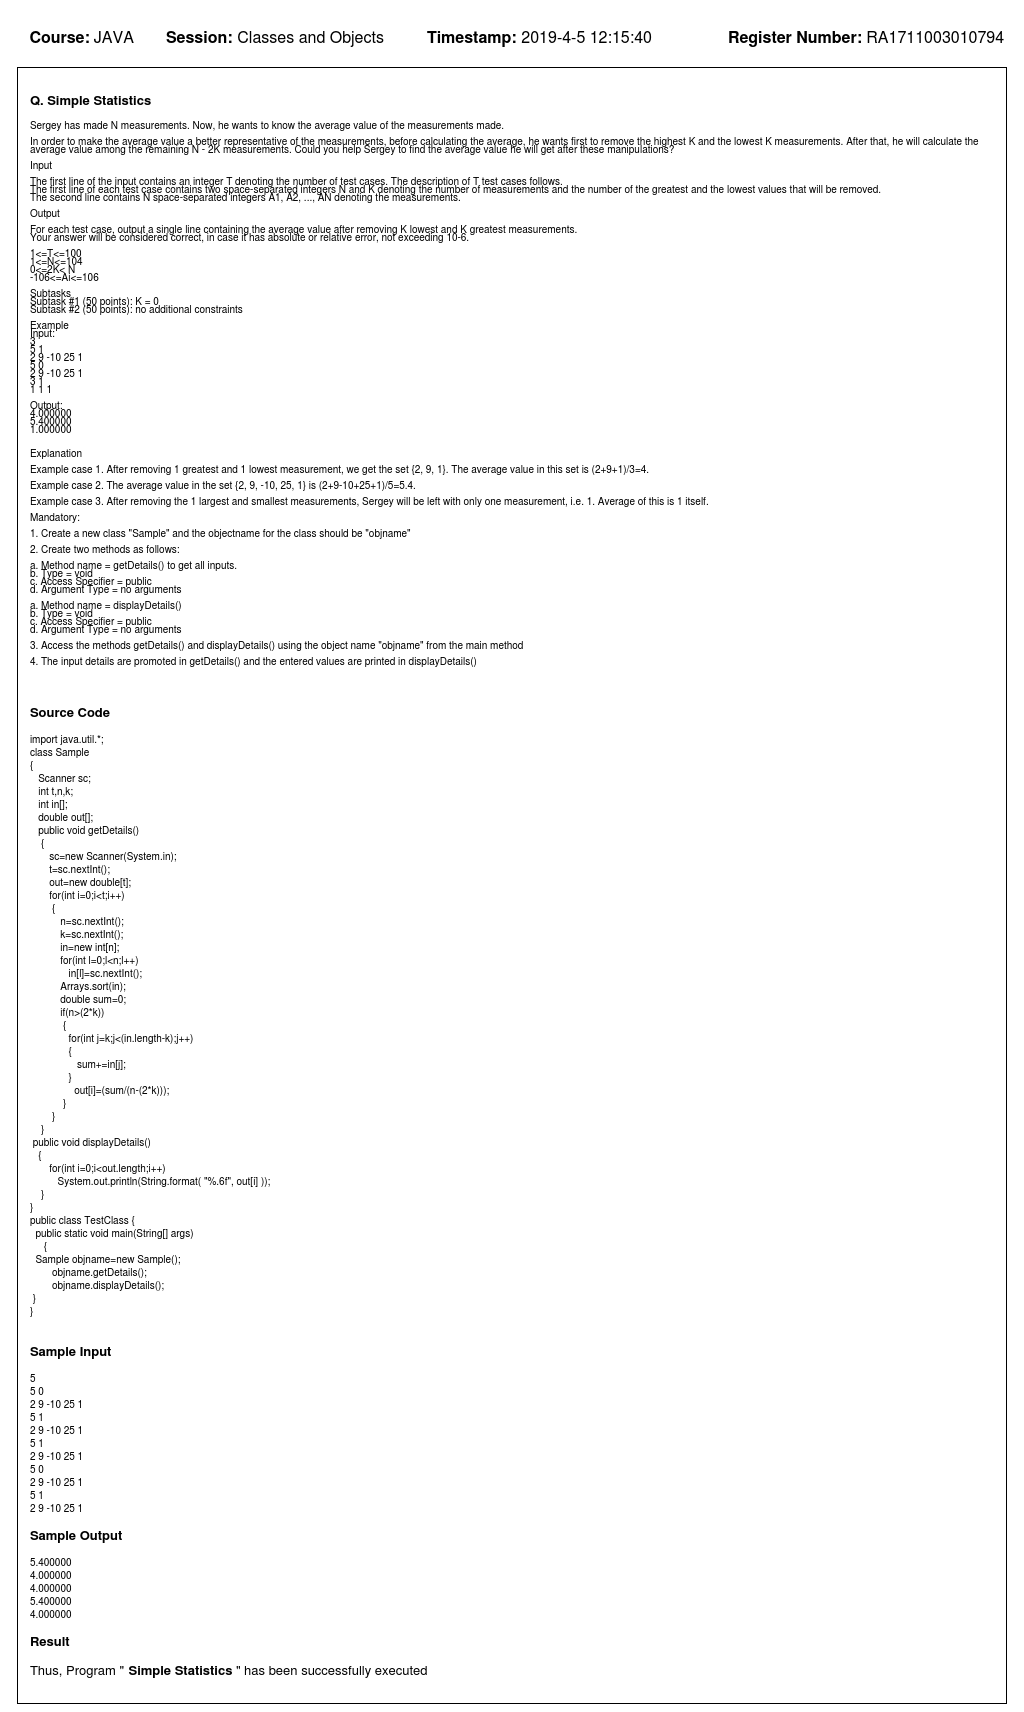 Course: JAVA Session: Classes and Objects Timestamp: 2019-4-5 12:15:40 Register Number: RA1711003010794
Q. Simple Statistics
Sergey has made N measurements. Now, he wants to know the average value of the measurements made.
In order to make the average value a better representative of the measurements, before calculating the average, he wants first to remove the highest K and the lowest K measurements. After that, he will calculate the
average value among the remaining N - 2K measurements. Could you help Sergey to find the average value he will get after these manipulations?
Input
The first line of the input contains an integer T denoting the number of test cases. The description of T test cases follows.
The first line of each test case contains two space-separated integers N and K denoting the number of measurements and the number of the greatest and the lowest values that will be removed.
The second line contains N space-separated integers A1, A2, ..., AN denoting the measurements.
Output
For each test case, output a single line containing the average value after removing K lowest and K greatest measurements.
Your answer will be considered correct, in case it has absolute or relative error, not exceeding 10-6.
1<=T<=100
1<=N<=104
0<=2K< N
-106<=Ai<=106
Subtasks
Subtask #1 (50 points): K = 0
Subtask #2 (50 points): no additional constraints
Example
Input:
3
5 1
2 9 -10 25 1
5 0
2 9 -10 25 1
3 1
1 1 1
Output:
4.000000
5.400000
1.000000
Explanation
Example case 1. After removing 1 greatest and 1 lowest measurement, we get the set {2, 9, 1}. The average value in this set is (2+9+1)/3=4.
Example case 2. The average value in the set {2, 9, -10, 25, 1} is (2+9-10+25+1)/5=5.4.
Example case 3. After removing the 1 largest and smallest measurements, Sergey will be left with only one measurement, i.e. 1. Average of this is 1 itself.
Mandatory:
1. Create a new class "Sample" and the objectname for the class should be "objname"
2. Create two methods as follows:
a. Method name = getDetails() to get all inputs.
b. Type = void
c. Access Specifier = public
d. Argument Type = no arguments
a. Method name = displayDetails()
b. Type = void
c. Access Specifier = public
d. Argument Type = no arguments
3. Access the methods getDetails() and displayDetails() using the object name "objname" from the main method
4. The input details are promoted in getDetails() and the entered values are printed in displayDetails()
Source Code
import java.util.*;
class Sample
{
Scanner sc;
int t,n,k;
int in[];
double out[];
public void getDetails()
{
sc=new Scanner(System.in);
t=sc.nextInt();
out=new double[t];
for(int i=0;i<t;i++)
{
n=sc.nextInt();
k=sc.nextInt();
in=new int[n];
for(int l=0;l<n;l++)
in[l]=sc.nextInt();
Arrays.sort(in);
double sum=0;
if(n>(2*k))
{
for(int j=k;j<(in.length-k);j++)
{
sum+=in[j];
}
out[i]=(sum/(n-(2*k)));
}
}
}
public void displayDetails()
{
for(int i=0;i<out.length;i++)
System.out.println(String.format( "%.6f", out[i] ));
}
}
public class TestClass {
public static void main(String[] args)
{
Sample objname=new Sample();
objname.getDetails();
objname.displayDetails();
}
}
Sample Input
5
5 0
2 9 -10 25 1
5 1
2 9 -10 25 1
5 1
2 9 -10 25 1
5 0
2 9 -10 25 1
5 1
2 9 -10 25 1
Sample Output
5.400000
4.000000
4.000000
5.400000
4.000000
Result
Thus, Program " Simple Statistics " has been successfully executed